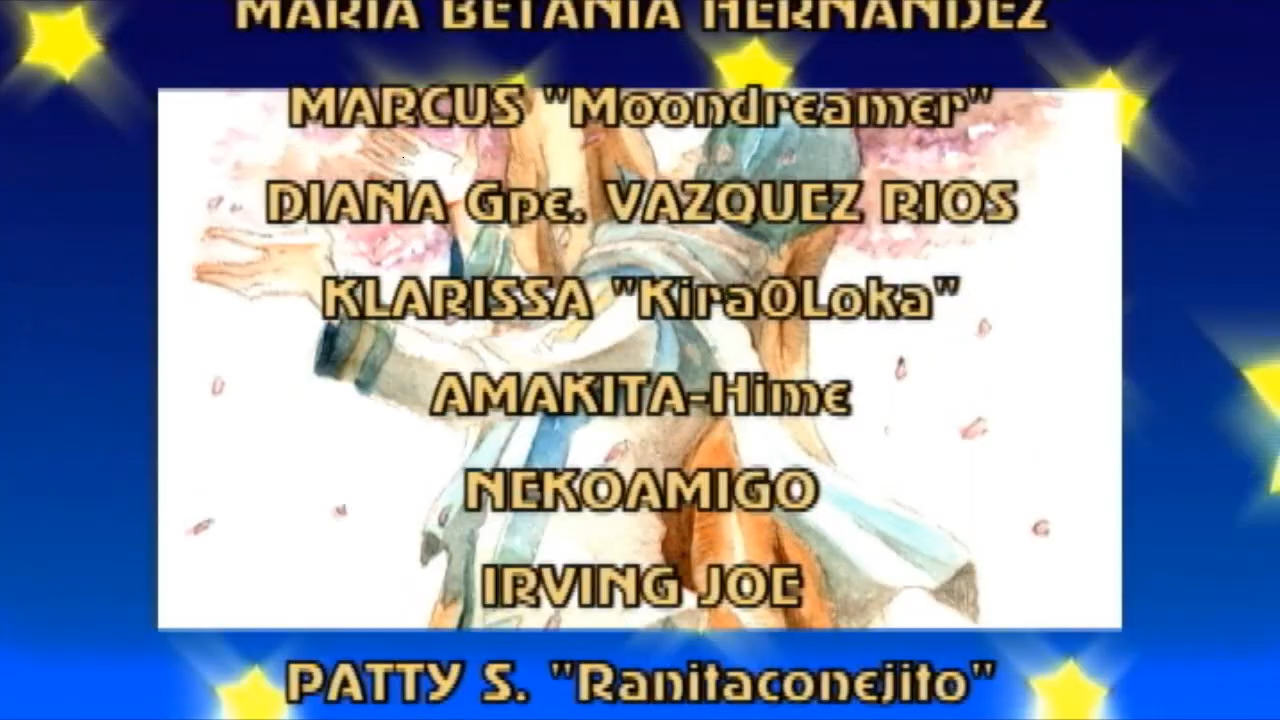 MARIA BETANIA HERNANDEZ
MARCUS "Moondreamer"
DIANA Gpe. VAZQUEZ RIOS
KLARISSA "KiraOLoka"
AMAKITA-Hime
NEKOAMIGO
IRVING JOE
PATTY S. "Ranitaconejito"